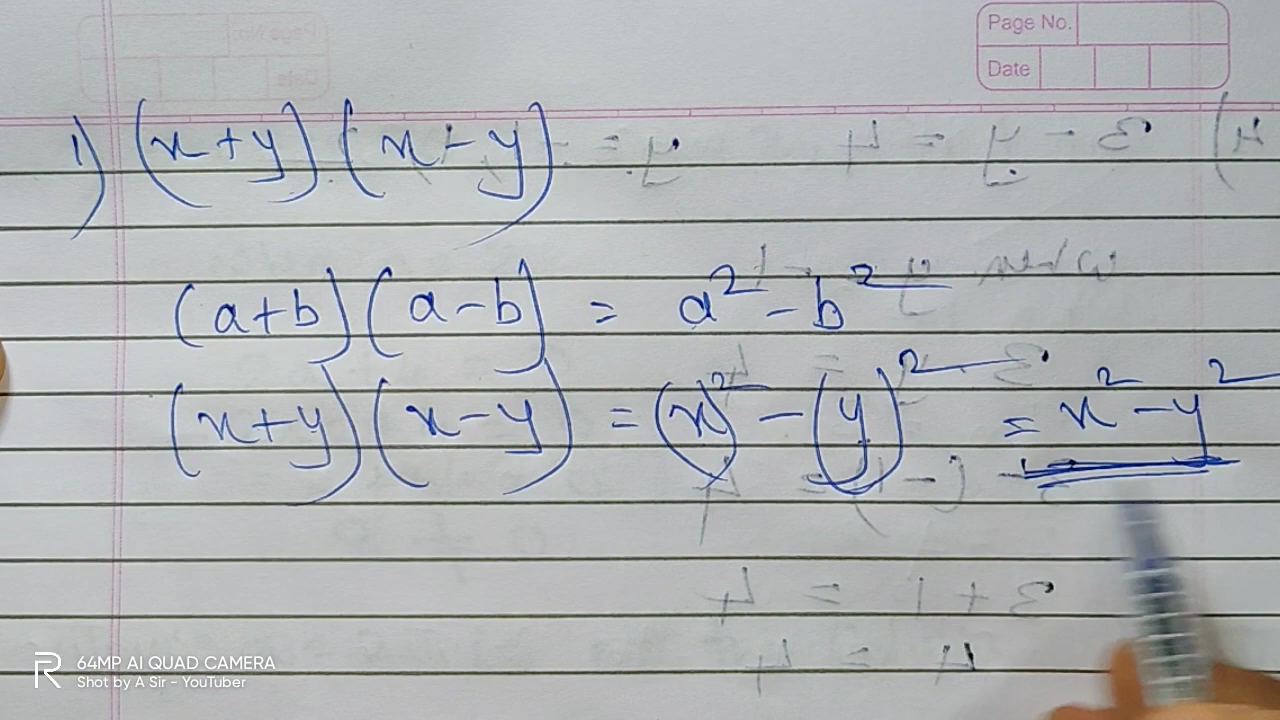 Page No.
Date
1) (x+y)(x-y)
(a+b)(a-b) = a² - b²
(x+y)(x-y) = (x)² - (y)² = x² - y²
64MP AI QUAD CAMERA
Shot by A Sir - YouTuber